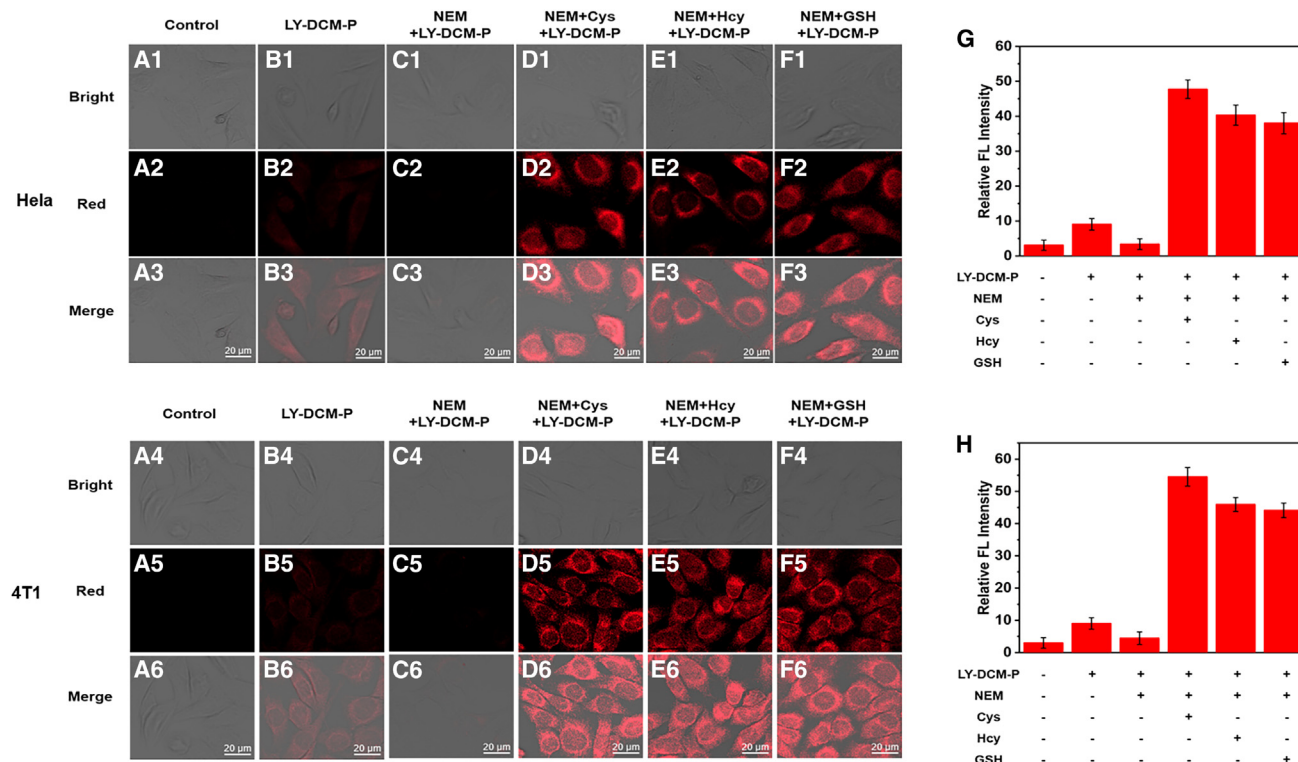 Control LY-DCM-P NEM +LY-DCM-P NEM+Cys +LY-DCM-P NEM+Hcy +LY-DCM-P NEM+GSH +LY-DCM-P
Bright A1 B1 C1 D1 E1 F1
Hela Red A2 B2 C2 D2 E2 F2
Merge A3 B3 C3 D3 E3 F3
20 µm 20 µm 20 µm 20 µm 20 µm 20 µm
G
Relative FL Intensity
60
50
40
30
20
10
0
LY-DCM-P - + + + + +
NEM - - + + + +
Cys - - - + - -
Hcy - - - - + -
GSH - - - - - +
Control LY-DCM-P NEM +LY-DCM-P NEM+Cys +LY-DCM-P NEM+Hcy +LY-DCM-P NEM+GSH +LY-DCM-P
Bright A4 B4 C4 D4 E4 F4
4T1 Red A5 B5 C5 D5 E5 F5
Merge A6 B6 C6 D6 E6 F6
20 µm 20 µm 20 µm 20 µm 20 µm 20 µm
H
Relative FL Intensity
60
50
40
30
20
10
0
LY-DCM-P - + + + + +
NEM - - + + + +
Cys - - - + - -
Hcy - - - - + -
GSH - - - - - +